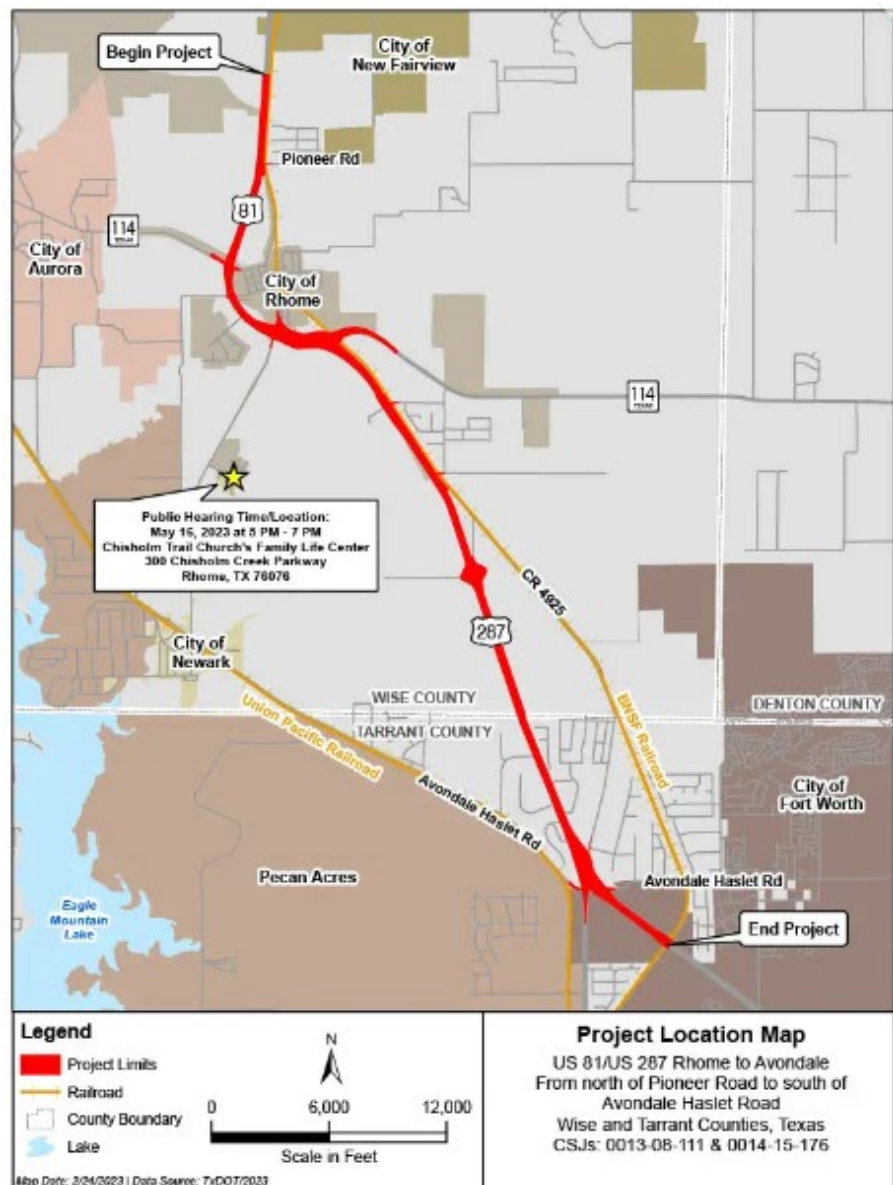 Begin Project
City of
New Fairview
Pioneer Rd
81
114
TEXAS
City of
Aurora
City of
Rhome
114
TEXAS
Public Hearing Time/Location:
May 16, 2023 at 5 PM - 7 PM
Chisholm Trail Church's Family Life Center
300 Chisholm Creek Parkway
Rhome, TX 76078
CR 4925
287
City of
Newark
WISE COUNTY
DENTON COUNTY
TARRANT COUNTY
Union Pacific Railroad
BNSF Railroad
City of
Fort Worth
Avondale Haslet Rd
Pecan Acres
Avondale Haslet Rd
Eagle
Mountain
Lake
End Project
Legend
Project Limits
Railroad
County Boundary
Lake
N
0 6,000 12,000
Scale in Feet
Map Date: 2/24/2023 | Data Source: TxDOT/2023
Project Location Map
US 81/US 287 Rhome to Avondale
From north of Pioneer Road to south of
Avondale Haslet Road
Wise and Tarrant Counties, Texas
CSJs: 0013-08-111 & 0014-15-176